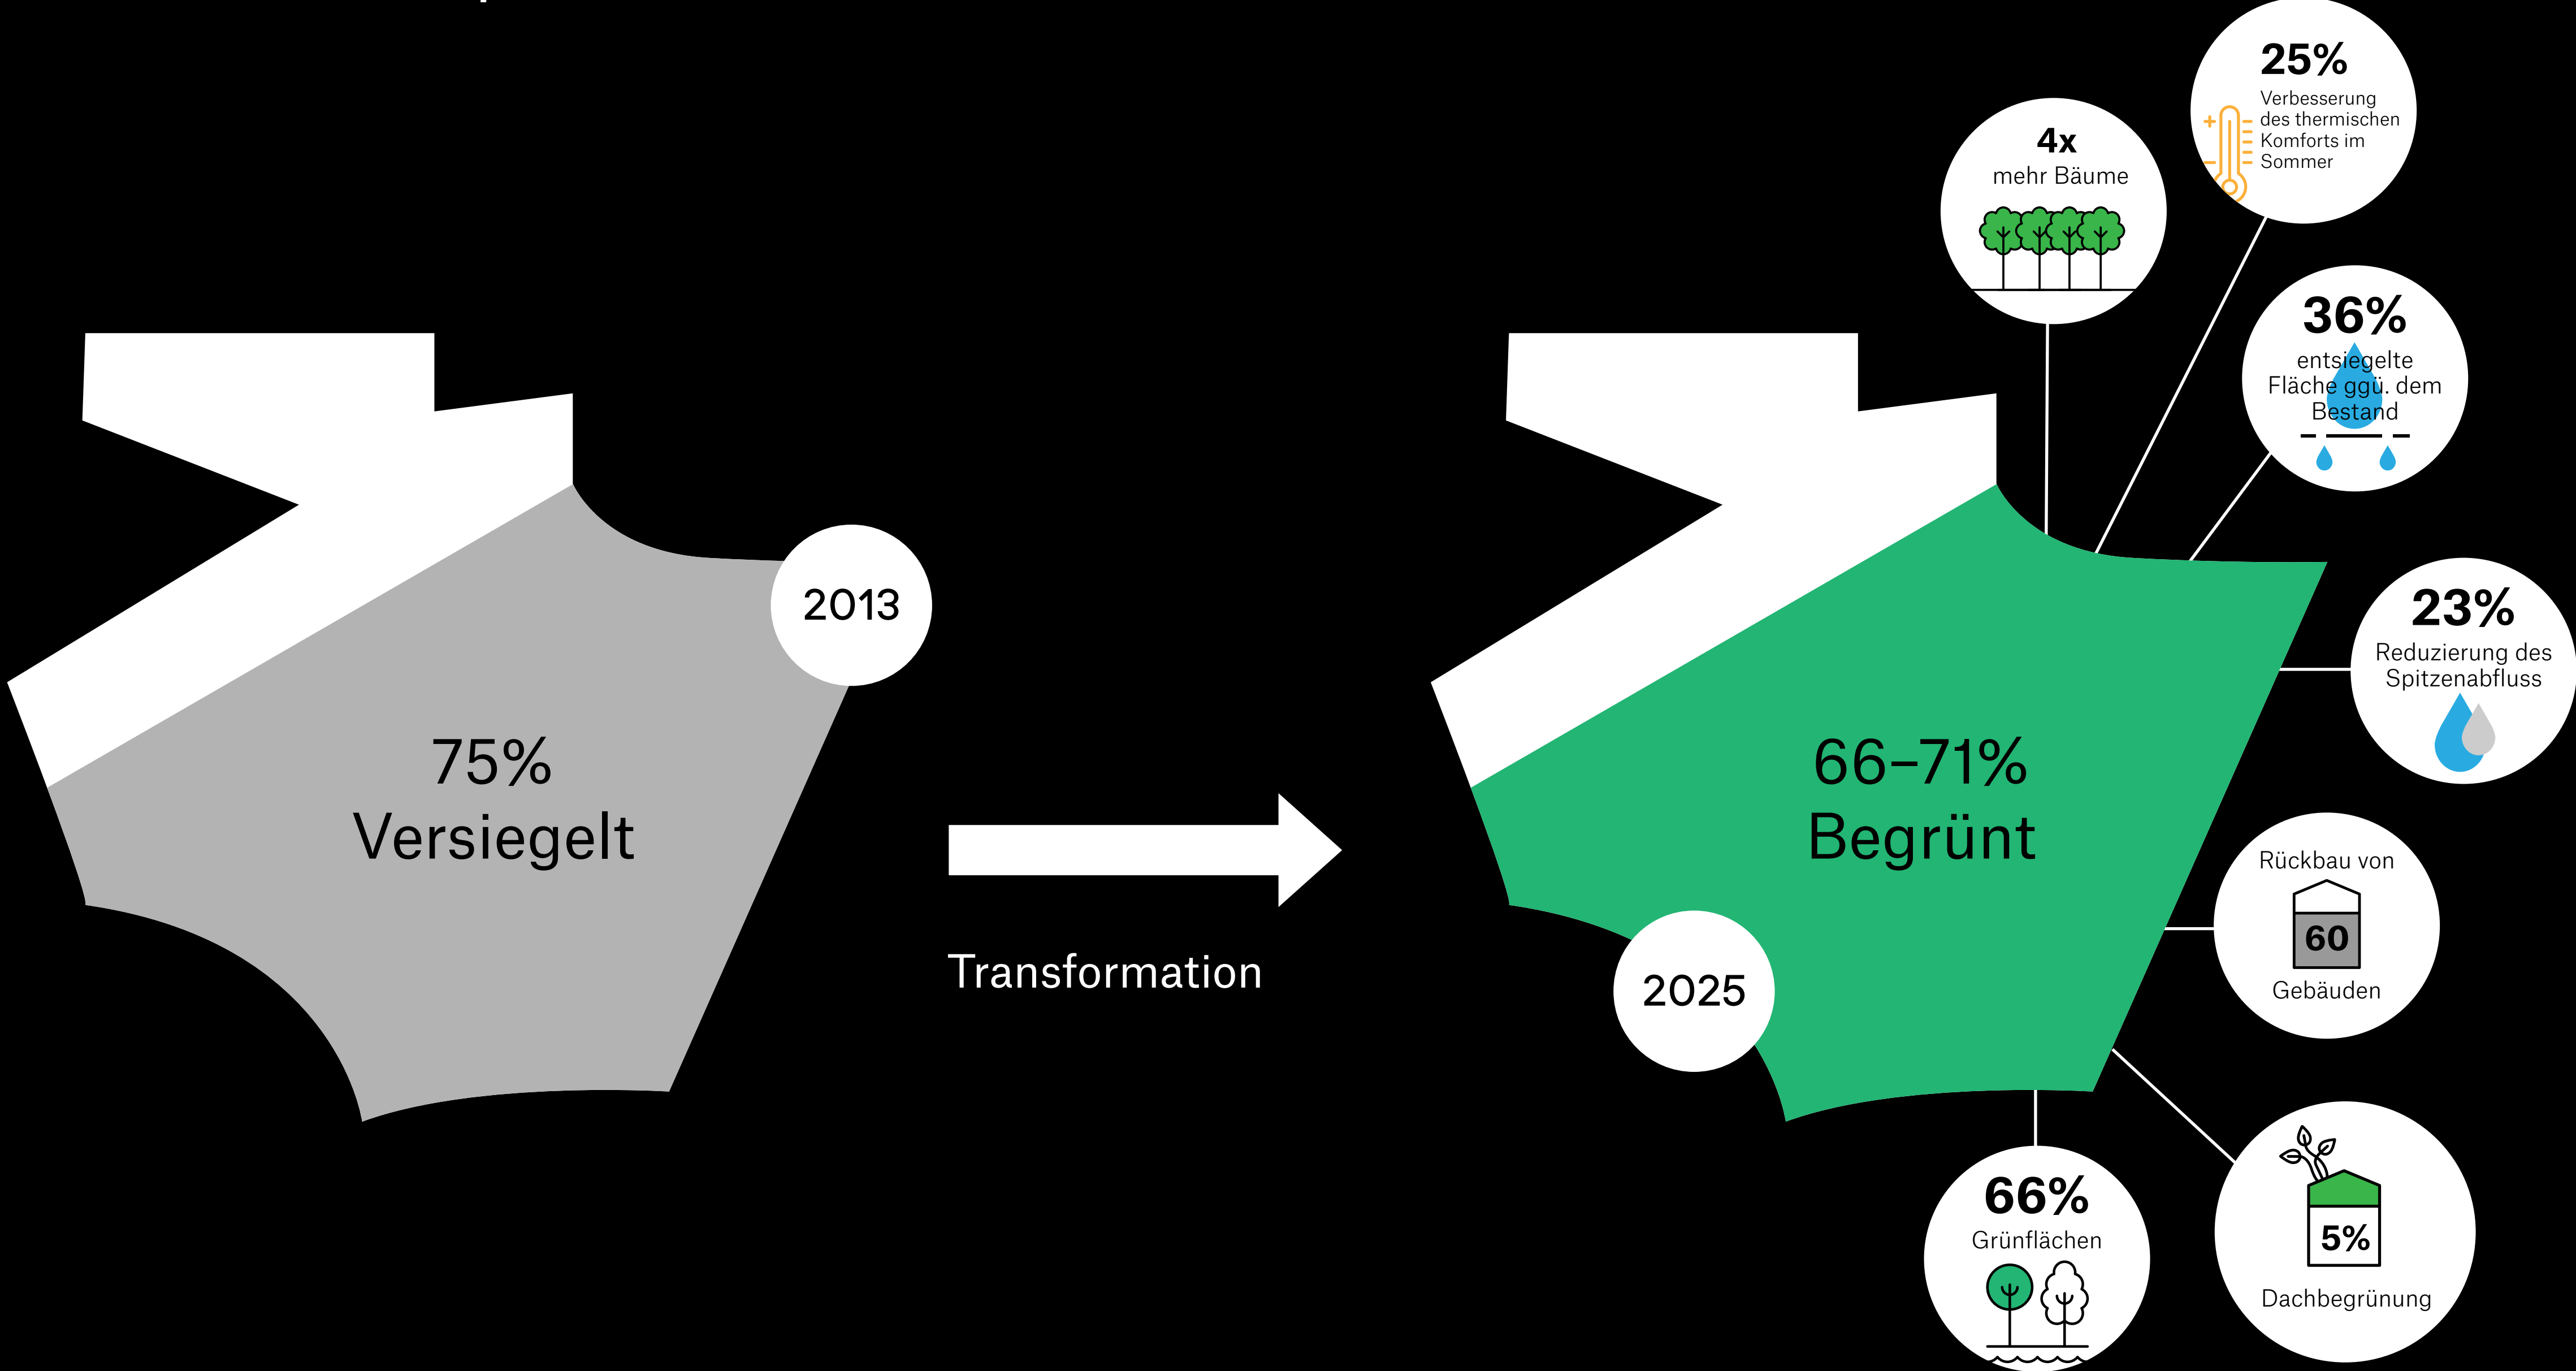 25%
Verbesserung
des thermischen
Komforts im
Sommer
4x
mehr Bäume
36%
entsiegelte
Fläche ggü. dem
Bestand
2013
23%
Reduzierung des
Spitzenabfluss
75%
Versiegelt
66–71%
Begrünt
Transformation
Rückbau von
60
Gebäuden
2025
66%
Grünflächen
5%
Dachbegrünung